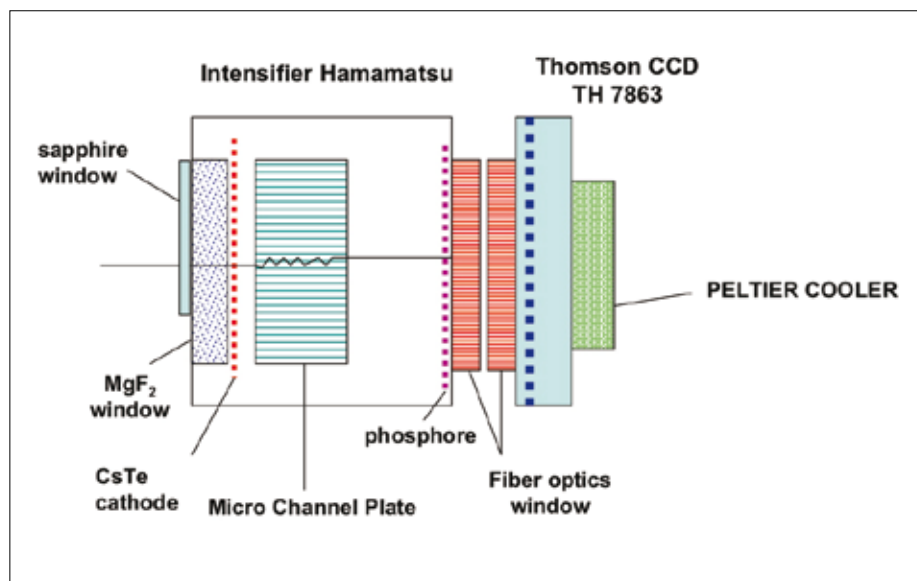 Intensifier Hamamatsu
Thomson CCD
TH 7863
sapphire
window
PELTIER COOLER
MgF₂
window
phosphore
CsTe
cathode
Micro Channel Plate
Fiber optics
window